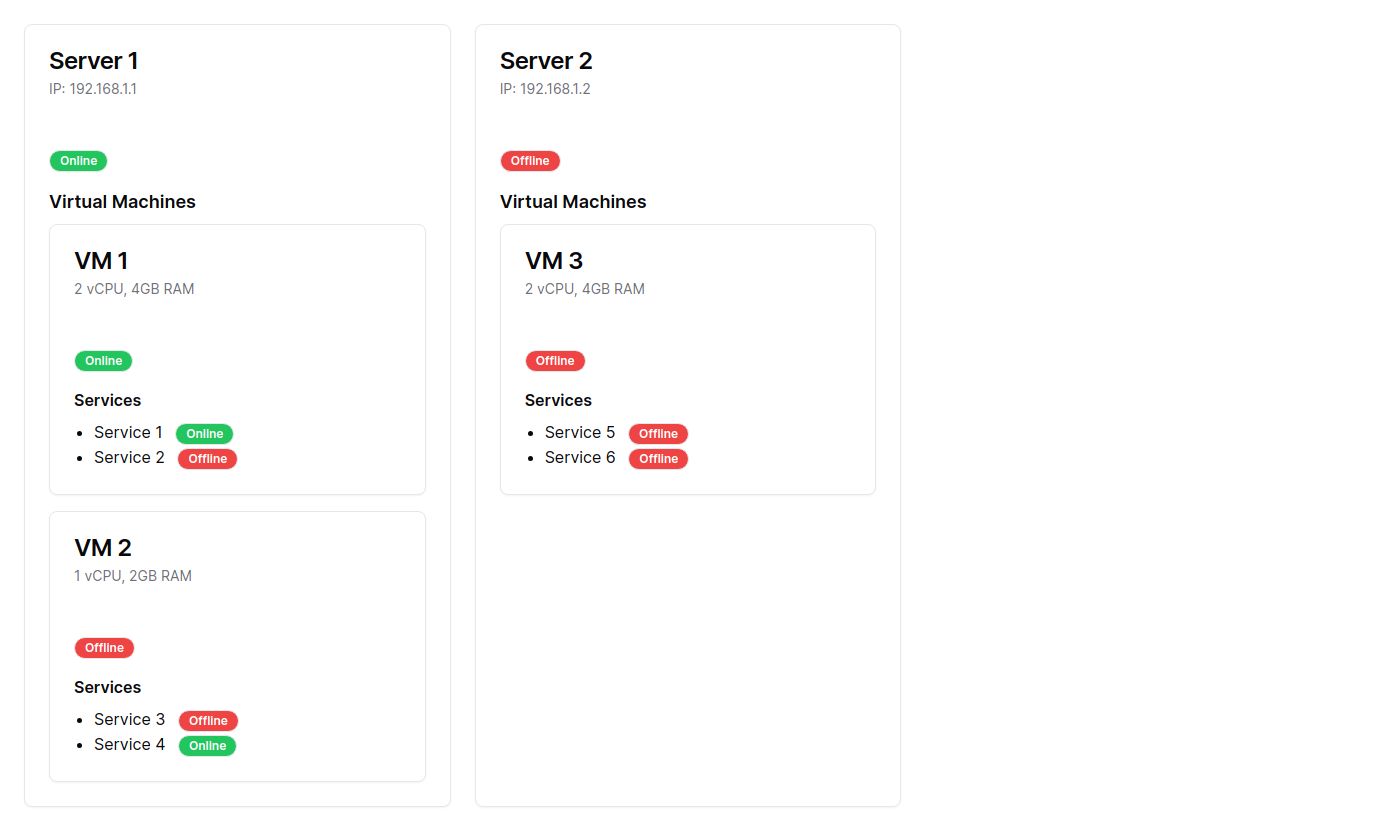 Server 1
IP: 192.168.1.1
Online
Virtual Machines
VM 1
2 vCPU, 4GB RAM
Online
Services
Service 1 Online
Service 2 Offline
VM 2
1 vCPU, 2GB RAM
Offline
Services
Service 3 Offline
Service 4 Online
Server 2
IP: 192.168.1.2
Offline
Virtual Machines
VM 3
2 vCPU, 4GB RAM
Offline
Services
Service 5 Offline
Service 6 Offline